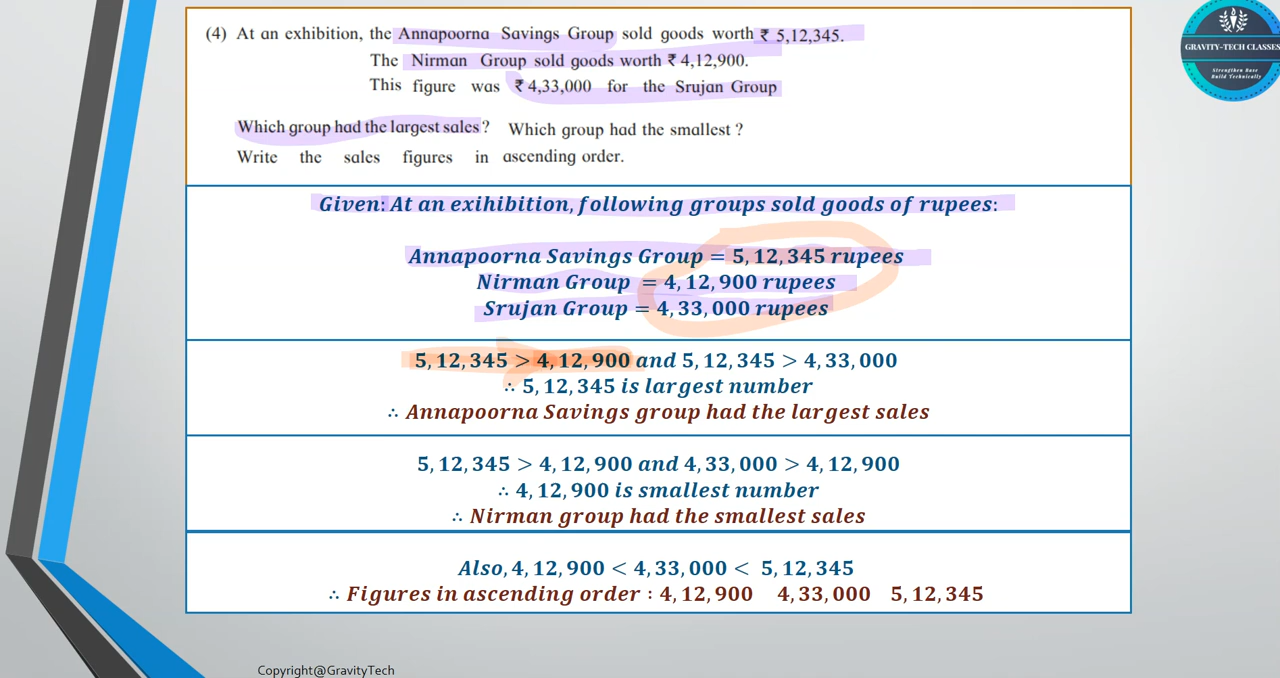 (4) At an exhibition, the Annapoorna Savings Group sold goods worth ₹ 5,12,345.
The Nirman Group sold goods worth ₹ 4,12,900.
This figure was ₹ 4,33,000 for the Srujan Group
Which group had the largest sales? Which group had the smallest ?
Write the sales figures in ascending order.
GRAVITY-TECH CLASSES
Strengthen Base
Build Technically
Given: At an exihibition, following groups sold goods of rupees:
Annapoorna Savings Group = 5,12,345 rupees
Nirman Group = 4,12,900 rupees
Srujan Group = 4,33,000 rupees
5,12,345 > 4,12,900 and 5,12,345 > 4,33,000
∴ 5,12,345 is largest number
∴ Annapoorna Savings group had the largest sales
5,12,345 > 4,12,900 and 4,33,000 > 4,12,900
∴ 4,12,900 is smallest number
∴ Nirman group had the smallest sales
Also, 4,12,900 < 4,33,000 < 5,12,345
∴ Figures in ascending order : 4,12,900 4,33,000 5,12,345
Copyright@GravityTech